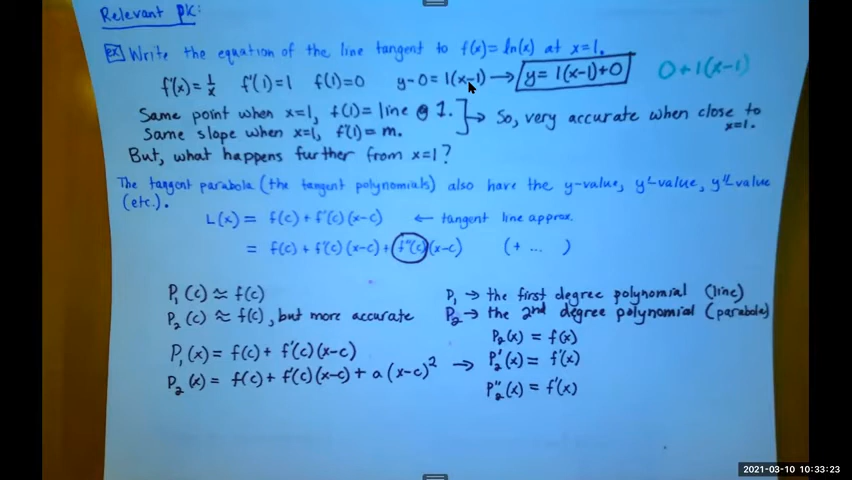 Relevant PK:
ex Write the equation of the line tangent to f(x)= ln(x) at x=1.
f'(x)= 1/x f'(1)=1 f(1)=0 y-0=1(x-1) → y= 1(x-1)+0 0+1(x-1)
Same point when x=1, f(1)= line @ 1.
Same slope when x=1, f'(1)= m.
→ So, very accurate when close to x=1.
But, what happens further from x=1?
The tangent parabola (the tangent polynomials) also have the y-value, y'-value, y''-value
(etc.).
L(x) = f(c) + f'(c)(x-c) ← tangent line approx.
= f(c) + f'(c)(x-c) + f''(c)(x-c) (+ ... )
P₁(c) ≈ f(c) P₁ → the first degree polynomial (line)
P₂(c) ≈ f(c), but more accurate P₂ → the 2nd degree polynomial (parabola)
P₁(x) = f(c) + f'(c)(x-c)
P₂(x) = f(c) + f'(c)(x-c) + a(x-c)² →
P₂(x) = f(x)
P₂'(x) = f'(x)
P₂''(x) = f'(x)
2021-03-10 10:33:23